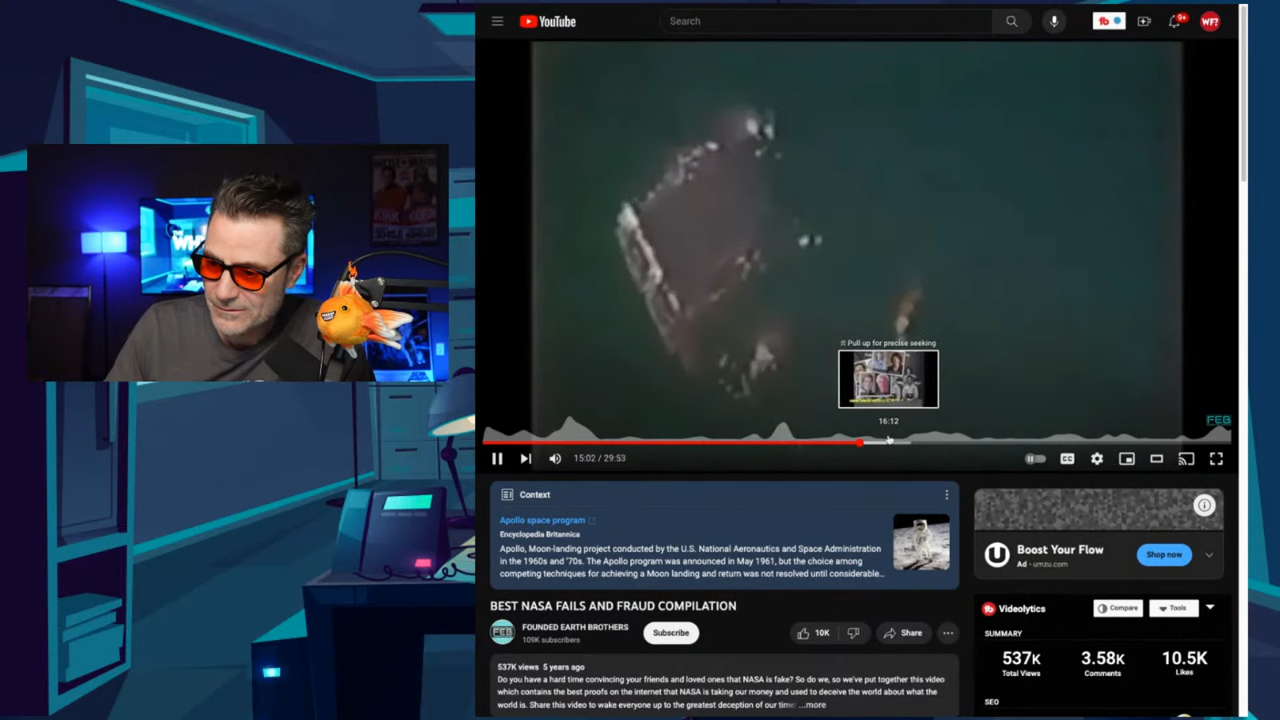 YouTube
Search
9+
WF?
Pull up for precise seeking
16:12
FEB
15:02 / 29:53
CC
Context
Apollo space program
Encyclopedia Britannica
Apollo, Moon-landing project conducted by the U.S. National Aeronautics and Space Administration
in the 1960s and '70s. The Apollo program was announced in May 1961, but the choice among
competing techniques for achieving a Moon landing and return was not resolved until considerable...
Boost Your Flow
Shop now
Ad · umzu.com
BEST NASA FAILS AND FRAUD COMPILATION
FEB
FOUNDED EARTH BROTHERS
109K subscribers
Subscribe
10K
Share
537K views 5 years ago
Do you have a hard time convincing your friends and loved ones that NASA is fake? So do we, so we've put together this video
which contains the best proofs on the internet that NASA is taking our money and used to deceive the world about what the
world is. Share this video to wake everyone up to the greatest deception of our time! ...more
tb Videolytics
Compare
Tools
SUMMARY
537K
3.58K
10.5K
Total Views
Comments
Likes
SEO